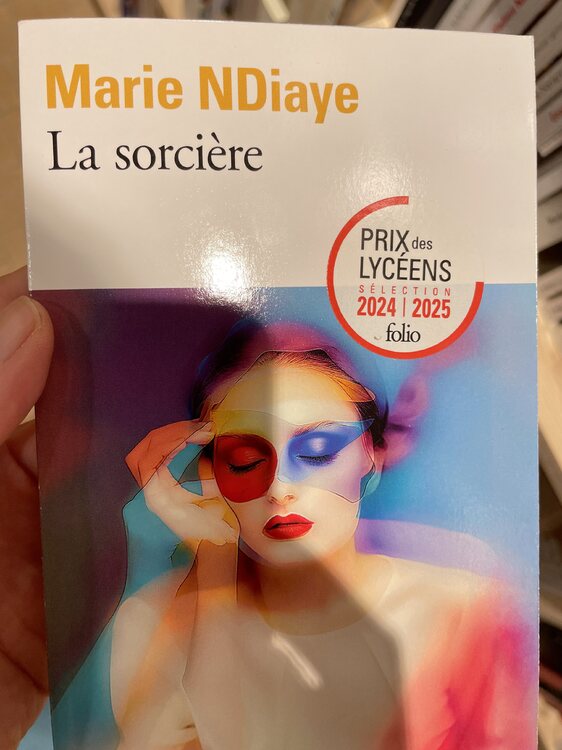 Marie NDiaye
La sorcière
PRIX des
LYCÉENS
SÉLECTION
2024 | 2025
folio